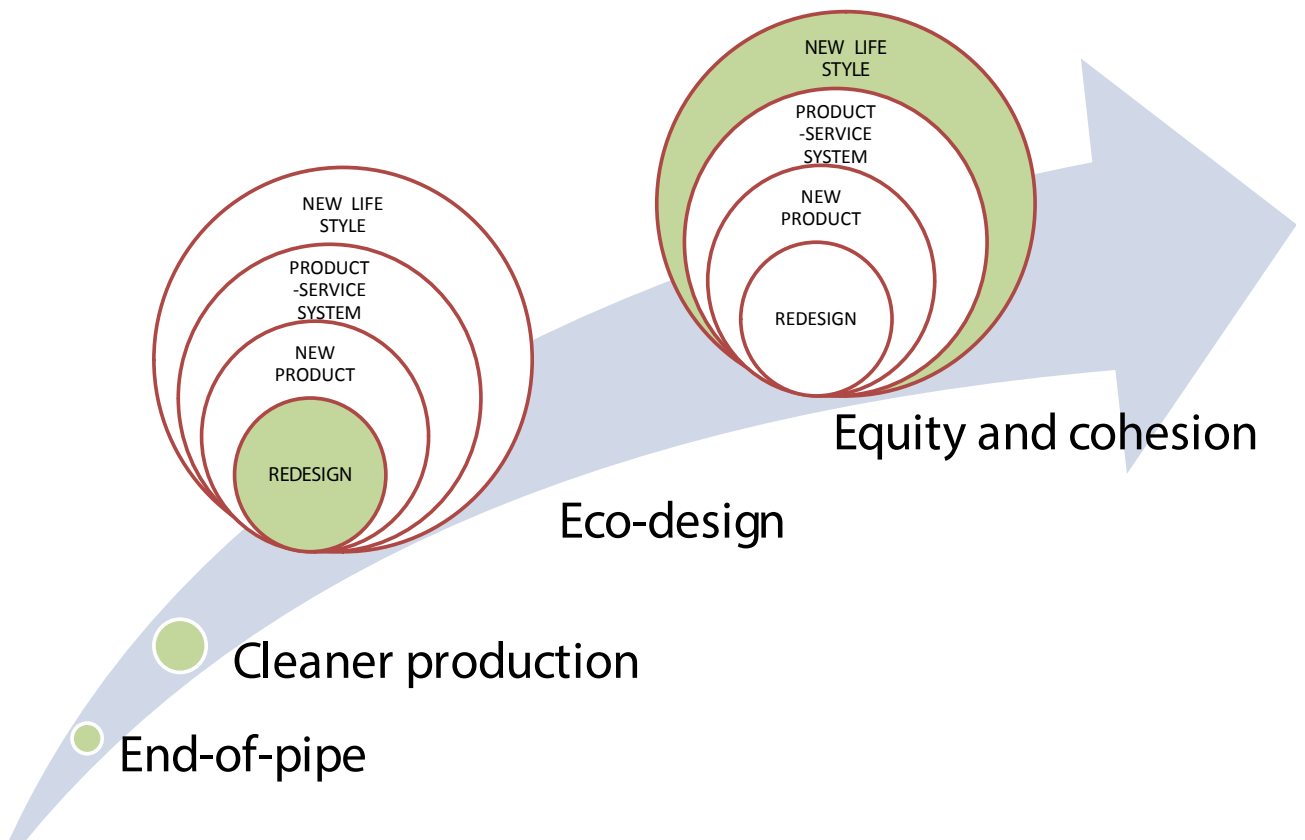 NEW LIFE
STYLE
PRODUCT
-SERVICE
SYSTEM
NEW
PRODUCT
REDESIGN
NEW LIFE
STYLE
PRODUCT
-SERVICE
SYSTEM
NEW
PRODUCT
REDESIGN
Equity and cohesion
Eco-design
Cleaner production
End-of-pipe